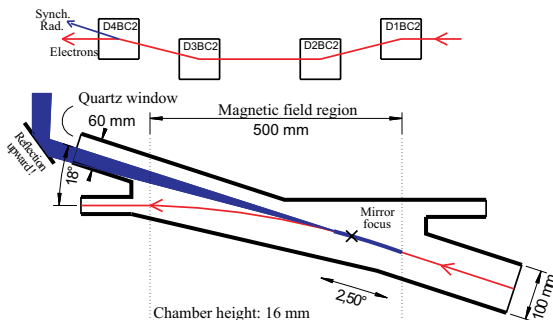 Synch.
Rad.
D4BC2
D1BC2
Electrons
D3BC2
D2BC2
Quartz window
Magnetic field region
60 mm
500 mm
Reflection
upward!
18°
Mirror
focus
2,50°
100 mm
Chamber height: 16 mm